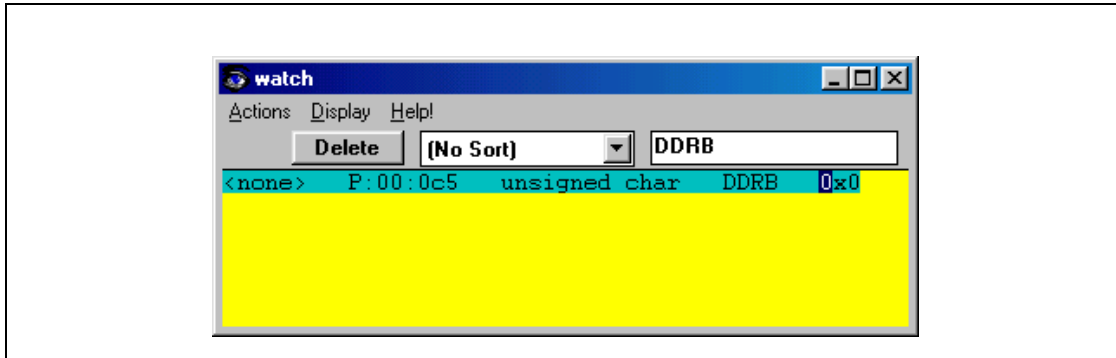 watch
Actions Display Help!
Delete (No Sort) DDRB
<none> P:00:0c5 unsigned char DDRB 0x0